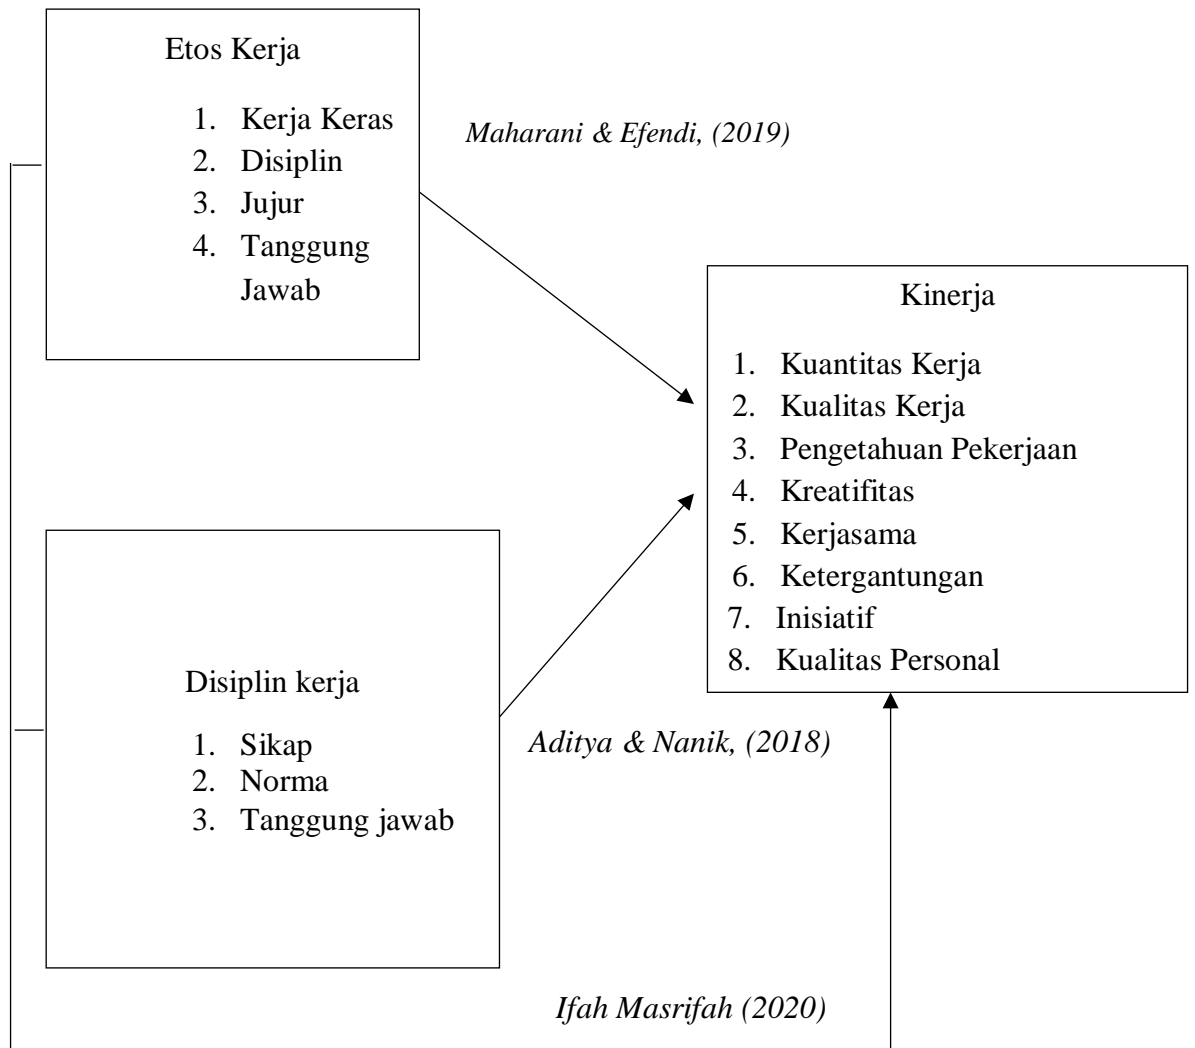 Etos Kerja
1. Kerja Keras
2. Disiplin
3. Jujur
4. Tanggung
Jawab
Maharani & Efendi, (2019)
Kinerja
1. Kuantitas Kerja
2. Kualitas Kerja
3. Pengetahuan Pekerjaan
4. Kreatifitas
5. Kerjasama
6. Ketergantungan
7. Inisiatif
8. Kualitas Personal
Disiplin kerja
1. Sikap
2. Norma
3. Tanggung jawab
Aditya & Nanik, (2018)
Ifah Masrifah (2020)